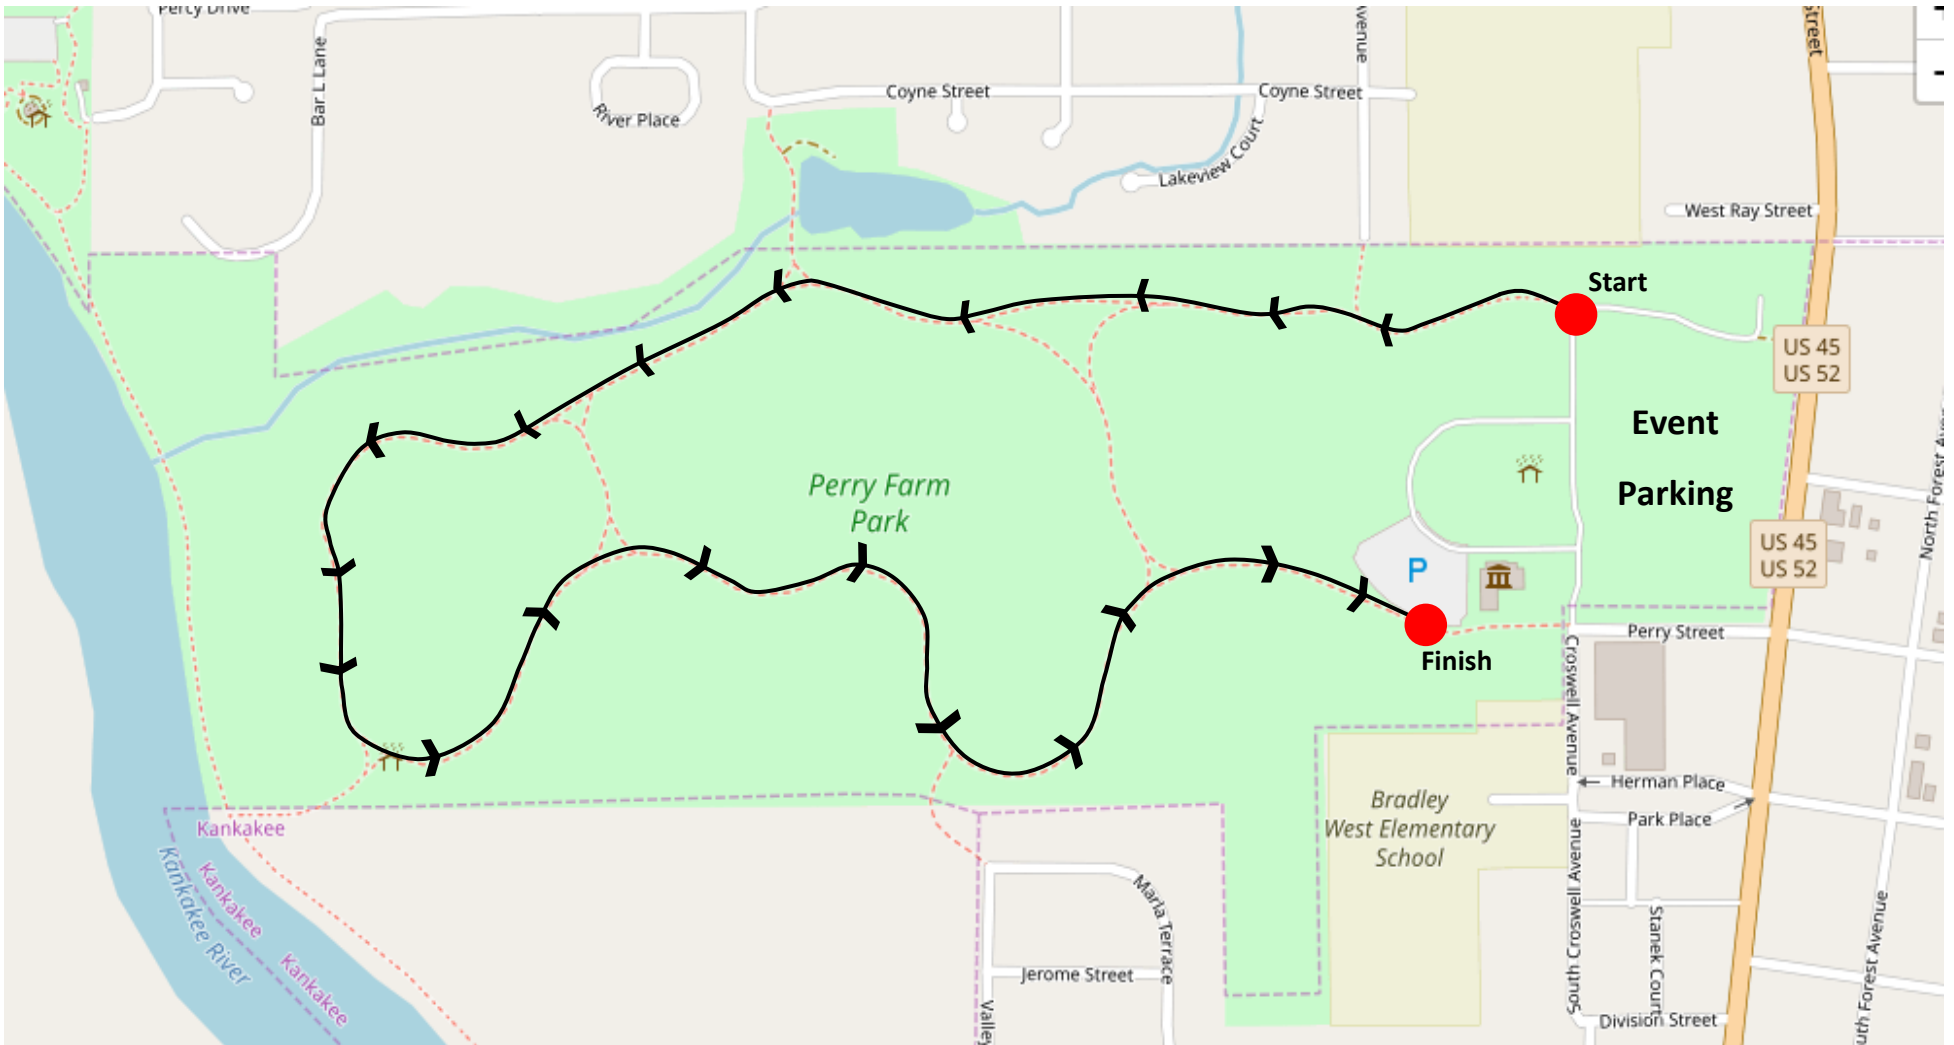 Percy Drive
Bar L Lane
River Place
Coyne Street
Coyne Street
Avenue
Street
Lakeview Court
West Ray Street
Start
US 45
US 52
Event
Parking
Perry Farm
Park
P
US 45
US 52
North Forest Avenue
Finish
Perry Street
Croswell Avenue
Herman Place
Park Place
Bradley
West Elementary
School
Kankakee
Kankakee
Kankakee River
Kankakee
Marla Terrace
Jerome Street
Valley
South Croswell Avenue
Stanek Court
Division Street
uth Forest Avenue